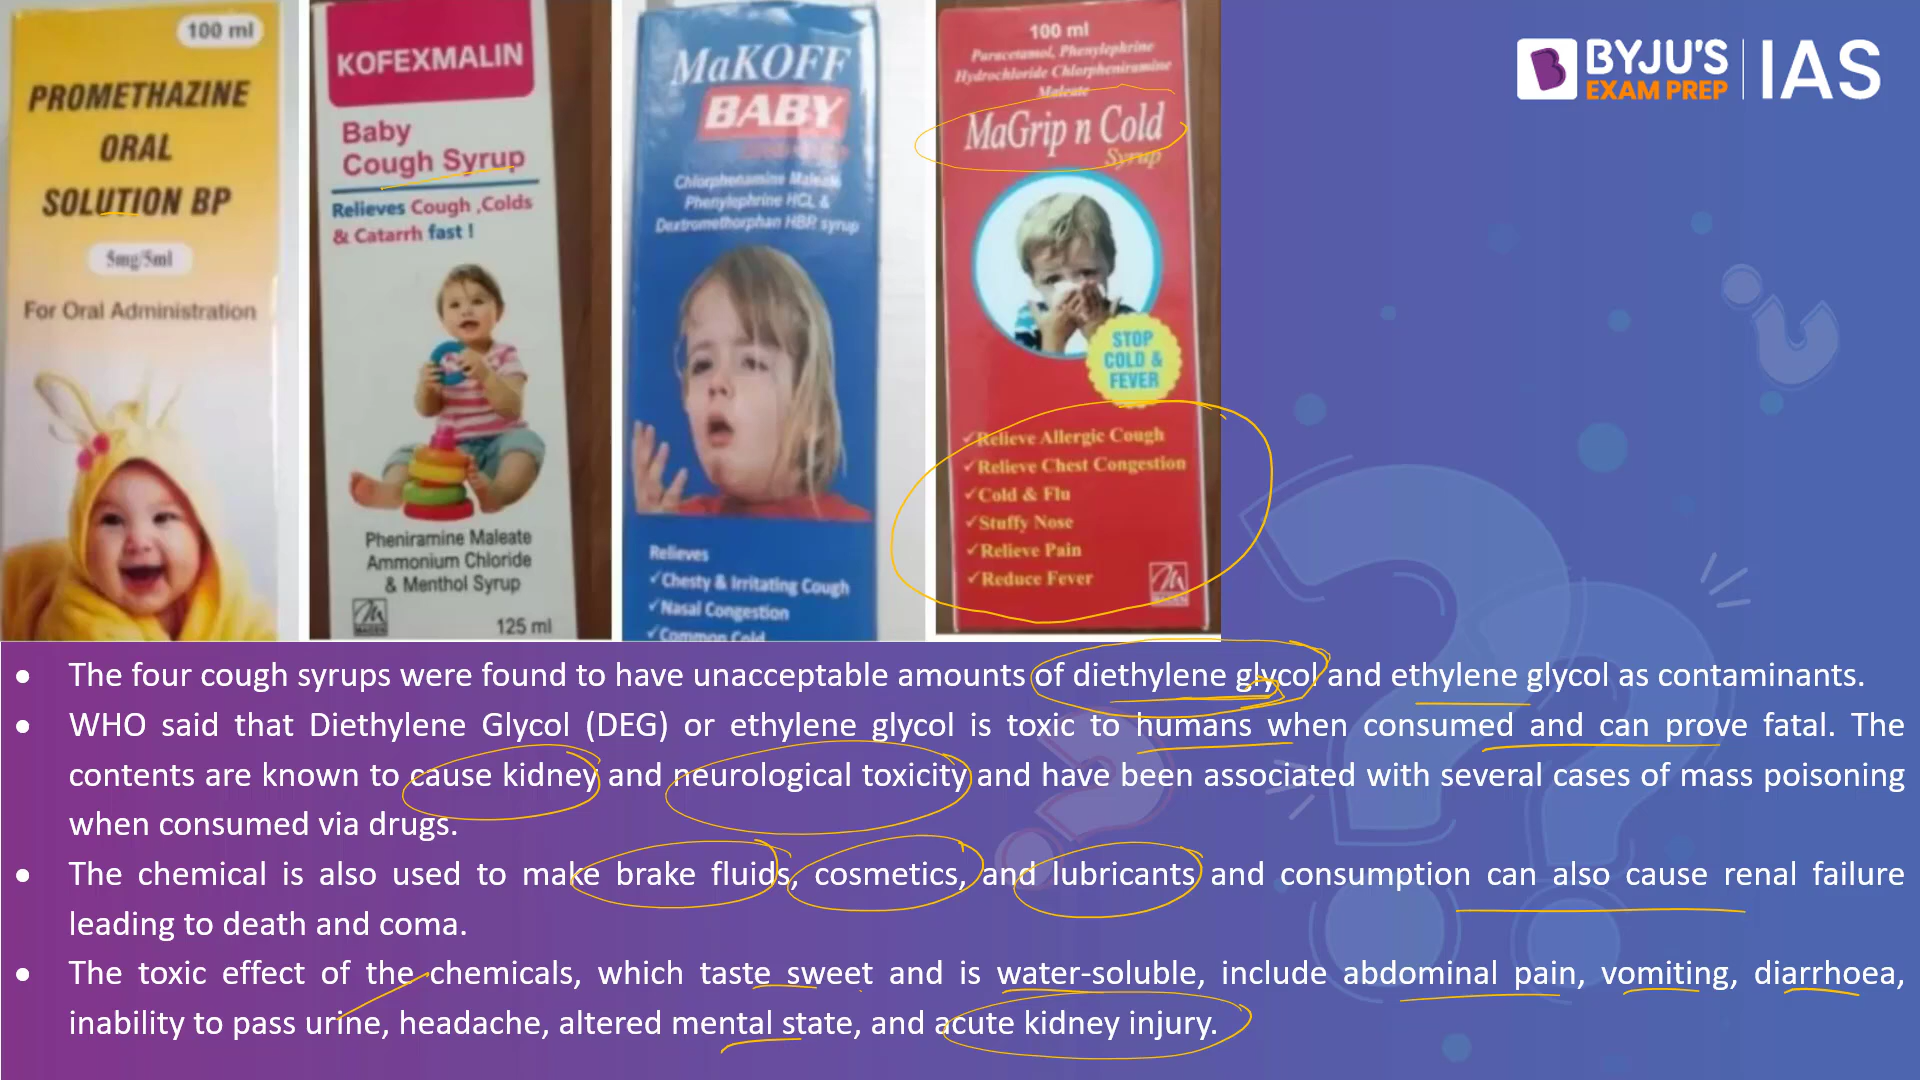 100 ml
PROMETHAZINE
ORAL
SOLUTION BP
5mg/5ml
For Oral Administration
KOFEXMALIN
Baby
Cough Syrup
Relieves Cough ,Colds
& Catarrh fast !
Pheniramine Maleate
Ammonium Chloride
& Menthol Syrup
125 ml
MaKOFF
BABY
Chlorphenamine Maleate
Phenylephrine HCL &
Dextromethorphan HBR syrup
Relieves
✓Chesty & Irritating Cough
✓Nasal Congestion
✓Common Cold
100 ml
Paracetamol, Phenylephrine
Hydrochloride Chlorpheniramine
Maleate
MaGrip n Cold
Syrup
STOP
COLD &
FEVER
✓Relieve Allergic Cough
✓Relieve Chest Congestion
✓Cold & Flu
✓Stuffy Nose
✓Relieve Pain
✓Reduce Fever
BYJU'S
EXAM PREP
IAS
● The four cough syrups were found to have unacceptable amounts of diethylene glycol and ethylene glycol as contaminants.
● WHO said that Diethylene Glycol (DEG) or ethylene glycol is toxic to humans when consumed and can prove fatal. The
contents are known to cause kidney and neurological toxicity and have been associated with several cases of mass poisoning
when consumed via drugs.
● The chemical is also used to make brake fluids, cosmetics, and lubricants and consumption can also cause renal failure
leading to death and coma.
● The toxic effect of the chemicals, which taste sweet and is water-soluble, include abdominal pain, vomiting, diarrhoea,
inability to pass urine, headache, altered mental state, and acute kidney injury.